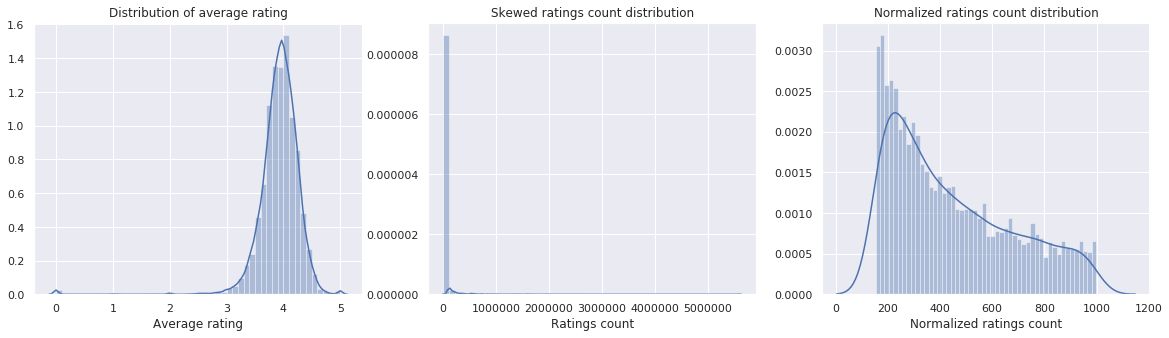 Distribution of average rating
1.6
1.4
1.2
1.0
0.8
0.6
0.4
0.2
0.0
0 1 2 3 4 5
Average rating
Skewed ratings count distribution
0.000008
0.000006
0.000004
0.000002
0.000000
0 1000000 2000000 3000000 4000000 5000000
Ratings count
Normalized ratings count distribution
0.0030
0.0025
0.0020
0.0015
0.0010
0.0005
0.0000
0 200 400 600 800 1000 1200
Normalized ratings count